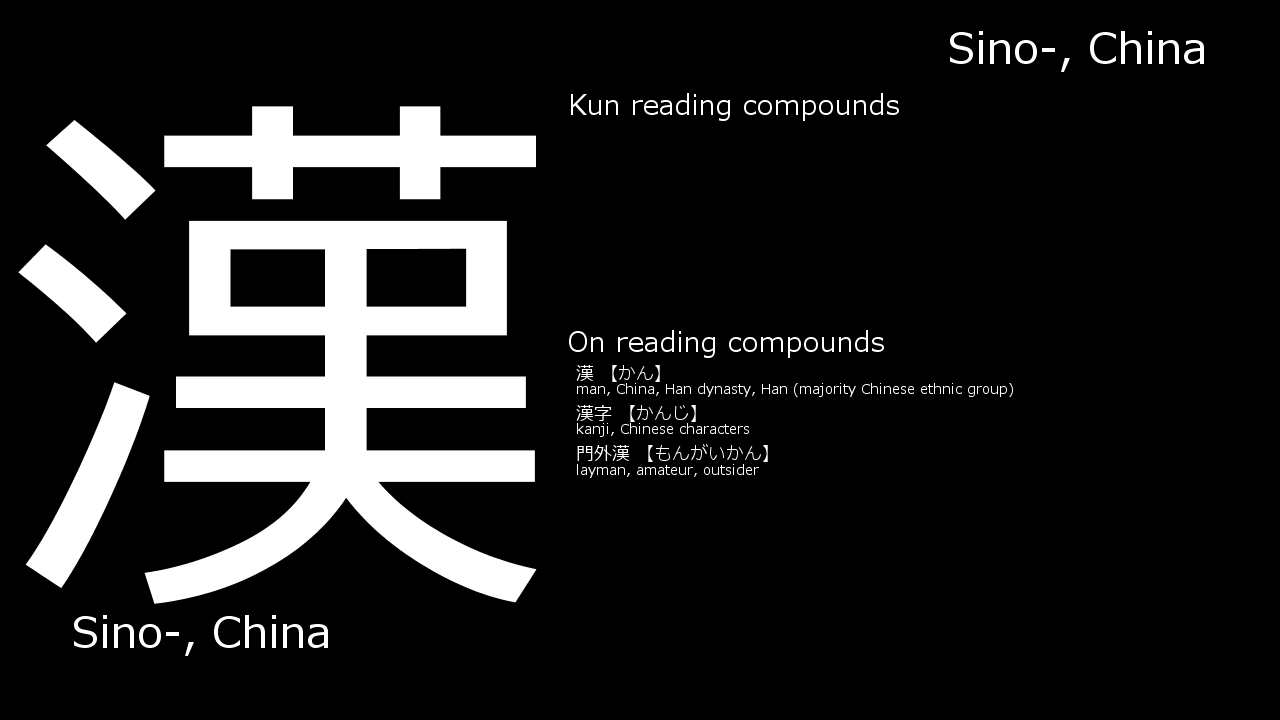 Sino-, China
漢
Kun reading compounds
On reading compounds
漢 【かん】
man, China, Han dynasty, Han (majority Chinese ethnic group)
漢字 【かんじ】
kanji, Chinese characters
門外漢 【もんがいかん】
layman, amateur, outsider
Sino-, China